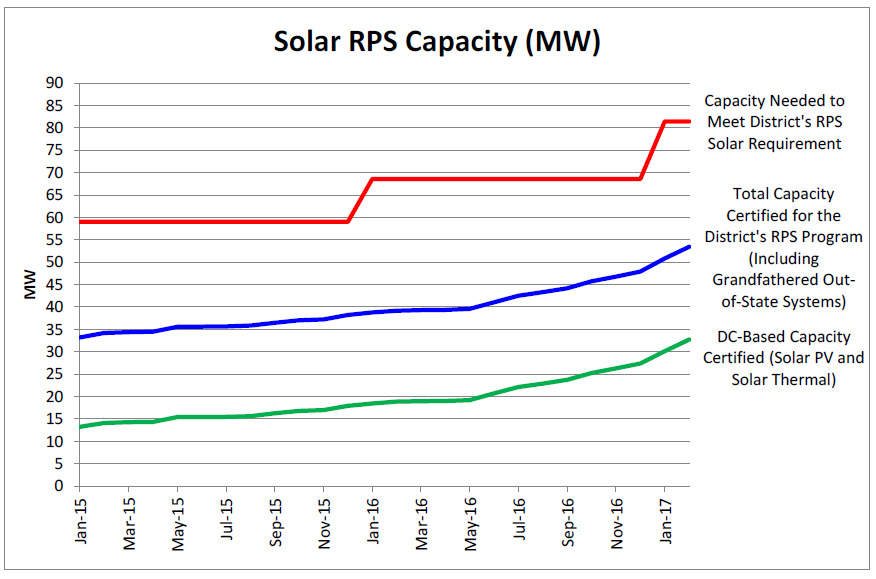 Solar RPS Capacity (MW)
90
85
80
75
70
65
60
55
50
45
40
35
30
25
20
15
10
5
0
MW
Jan-15
Mar-15
May-15
Jul-15
Sep-15
Nov-15
Jan-16
Mar-16
May-16
Jul-16
Sep-16
Nov-16
Jan-17
Capacity Needed to
Meet District's RPS
Solar Requirement
Total Capacity
Certified for the
District's RPS Program
(Including
Grandfathered Out-
of-State Systems)
DC-Based Capacity
Certified (Solar PV and
Solar Thermal)